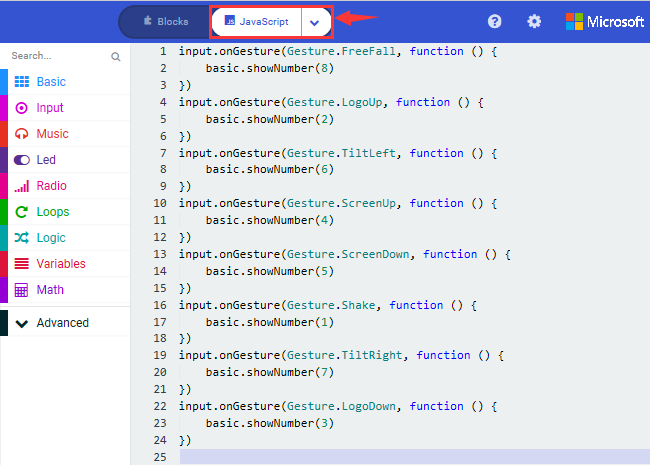 Blocks
JS JavaScript
? Microsoft
Search...
Basic
Input
Music
Led
Radio
Loops
Logic
Variables
Math
Advanced
1 input.onGesture(Gesture.FreeFall, function () {
2     basic.showNumber(8)
3 })
4 input.onGesture(Gesture.LogoUp, function () {
5     basic.showNumber(2)
6 })
7 input.onGesture(Gesture.TiltLeft, function () {
8     basic.showNumber(6)
9 })
10 input.onGesture(Gesture.ScreenUp, function () {
11     basic.showNumber(4)
12 })
13 input.onGesture(Gesture.ScreenDown, function () {
14     basic.showNumber(5)
15 })
16 input.onGesture(Gesture.Shake, function () {
17     basic.showNumber(1)
18 })
19 input.onGesture(Gesture.TiltRight, function () {
20     basic.showNumber(7)
21 })
22 input.onGesture(Gesture.LogoDown, function () {
23     basic.showNumber(3)
24 })
25